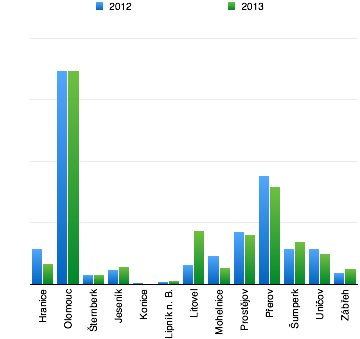 2012
2013
Hranice
Olomouc
Šternberk
Jeseník
Konice
Lipník n. B.
Litovel
Mohelnice
Prostějov
Přerov
Šumperk
Uničov
Zábřeh